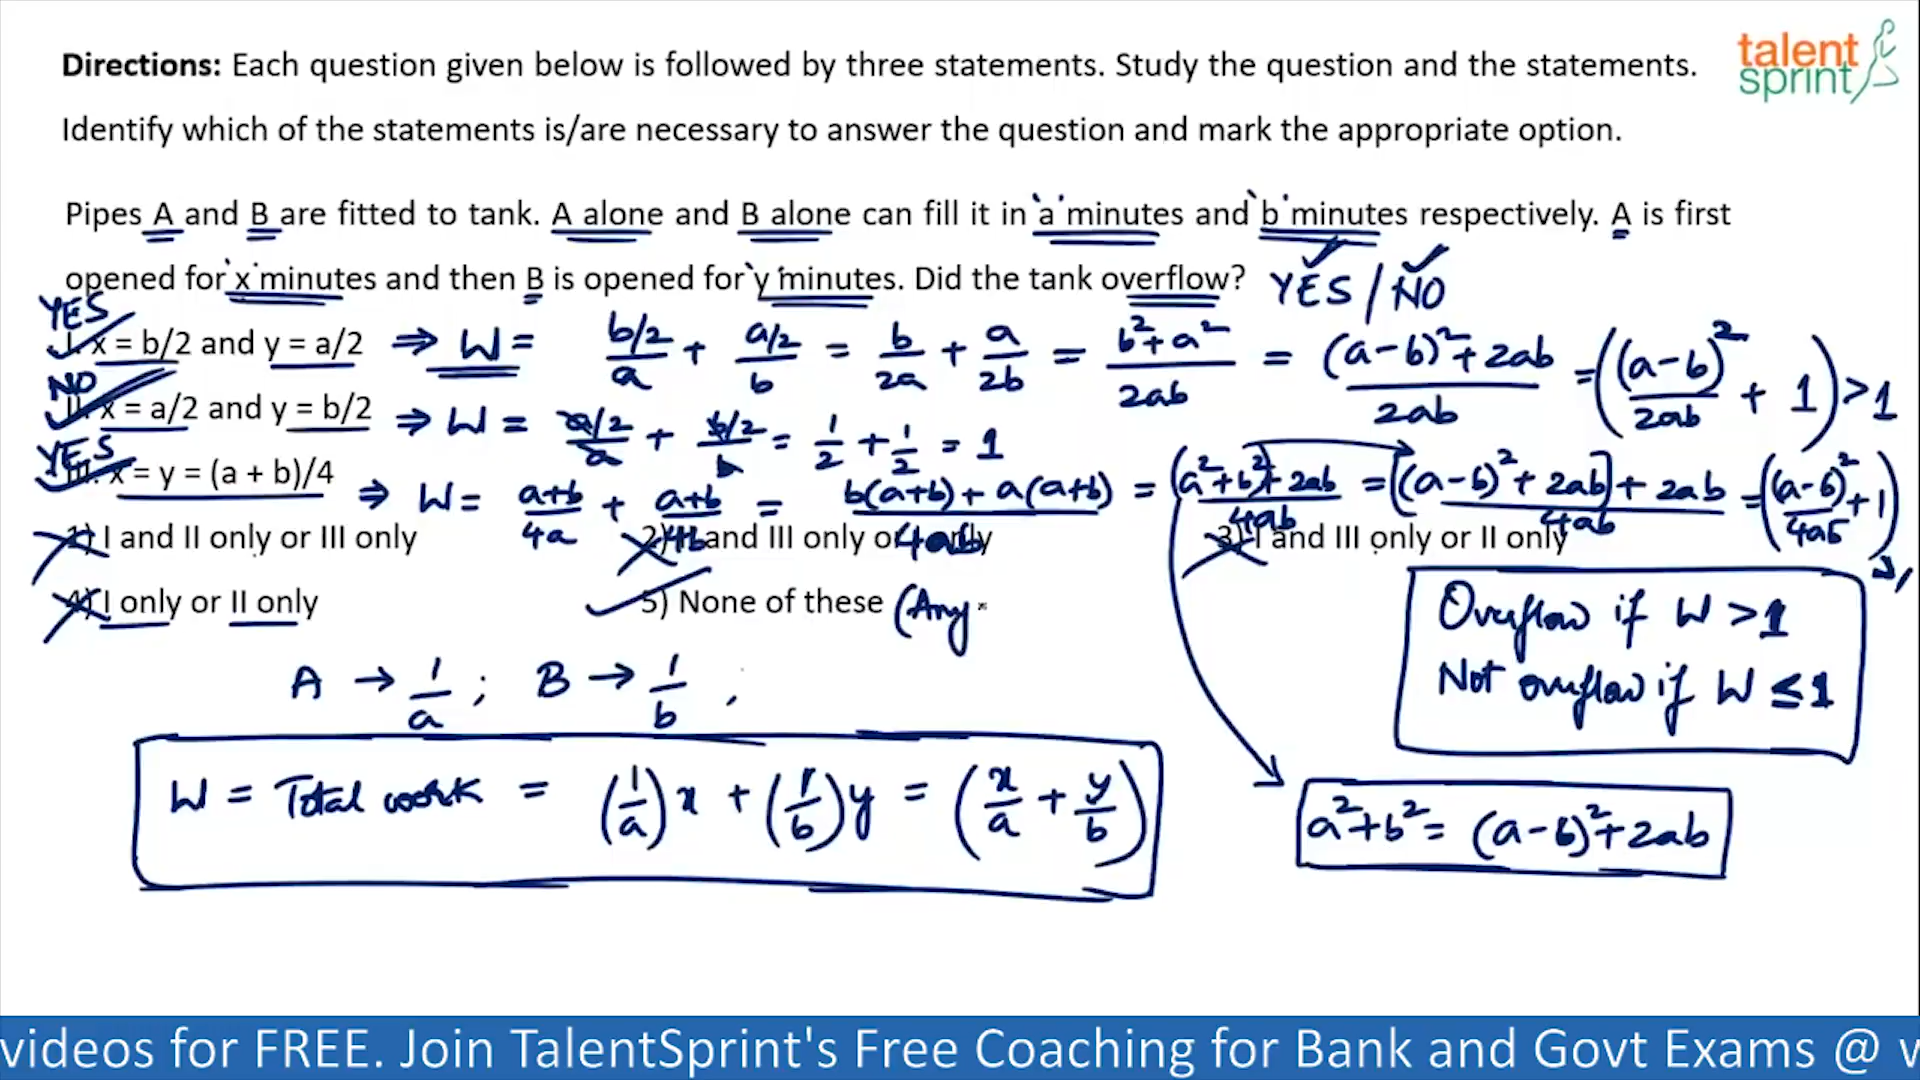 talent
sprint
Directions: Each question given below is followed by three statements. Study the question and the statements.
Identify which of the statements is/are necessary to answer the question and mark the appropriate option.
Pipes A and B are fitted to tank. A alone and B alone can fill it in 'a' minutes and 'b' minutes respectively. A is first
opened for 'x' minutes and then B is opened for 'y' minutes. Did the tank overflow? YES / NO
YES
I. x = b/2 and y = a/2 ⇒ W = (b/2)/a + (a/2)/b = b/2a + a/2b = (b²+a²)/2ab = ((a-b)²+2ab)/2ab = ((a-b)²/2ab + 1) > 1
NO
II. x = a/2 and y = b/2 ⇒ W = (a/2)/a + (b/2)/b = 1/2 + 1/2 = 1
YES
III. x = y = (a + b)/4 ⇒ W = (a+b)/4a + (a+b)/4b = (b(a+b) + a(a+b))/4ab = (a²+b²+2ab)/4ab = ([(a-b)²+2ab]+2ab)/4ab = ((a-b)²/4ab + 1)
1) I and II only or III only 2) and III only or only 3) I and III only or II only
4) I only or II only 5) None of these (Any
Overflow if W > 1
Not overflow if W ≤ 1
A → 1/a ; B → 1/b ,
W = Total work = (1/a)x + (1/b)y = (x/a + y/b)
a²+b² = (a-b)²+2ab
videos for FREE. Join TalentSprint's Free Coaching for Bank and Govt Exams @